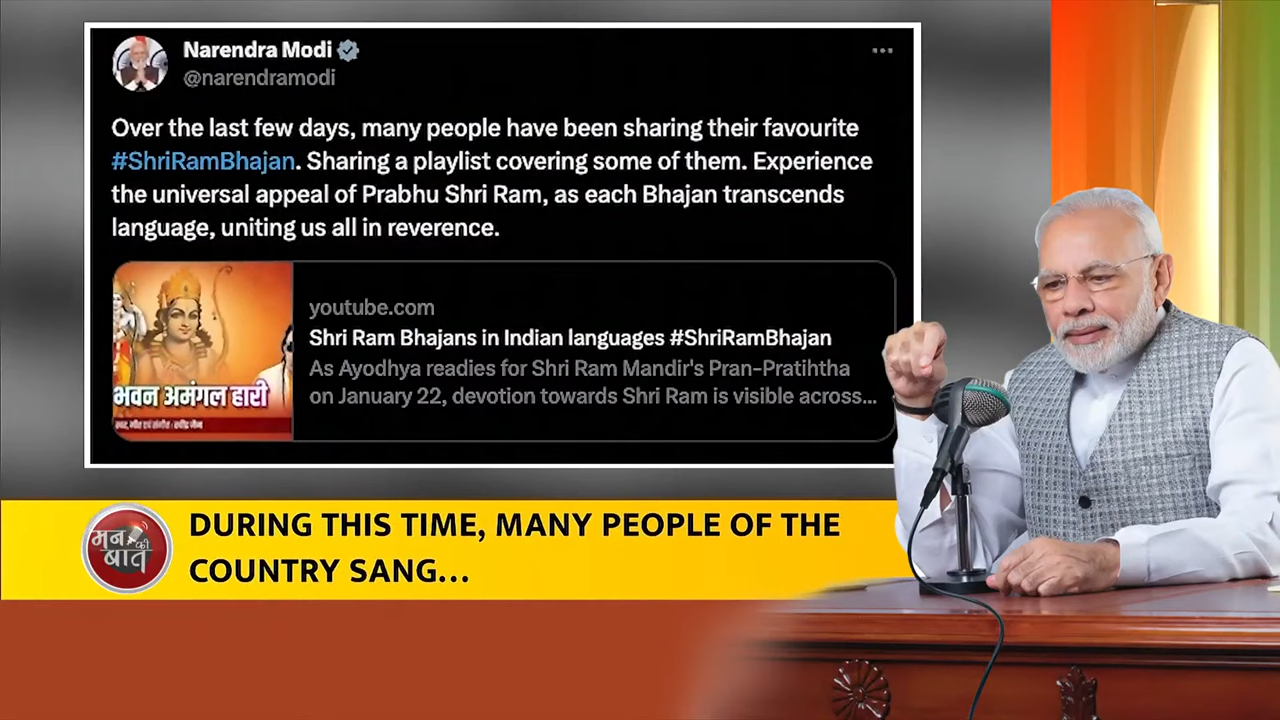 Narendra Modi
@narendramodi
Over the last few days, many people have been sharing their favourite
#ShriRamBhajan. Sharing a playlist covering some of them. Experience
the universal appeal of Prabhu Shri Ram, as each Bhajan transcends
language, uniting us all in reverence.
youtube.com
Shri Ram Bhajans in Indian languages #ShriRamBhajan
As Ayodhya readies for Shri Ram Mandir's Pran-Pratihtha
on January 22, devotion towards Shri Ram is visible across...
भवन अमंगल हारी
स्वर, गीत एवं संगीत : रवीन्द्र जैन
मन की बात
DURING THIS TIME, MANY PEOPLE OF THE
COUNTRY SANG...